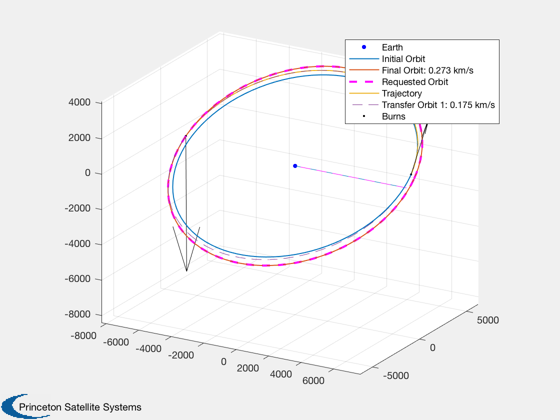 Earth
Initial Orbit
Final Orbit: 0.273 km/s
Requested Orbit
Trajectory
Transfer Orbit 1: 0.175 km/s
Burns
4000
2000
0
-2000
-4000
-6000
-8000
-8000
-6000
-4000
-2000
0
2000
4000
6000
-5000
0
5000
Princeton Satellite Systems